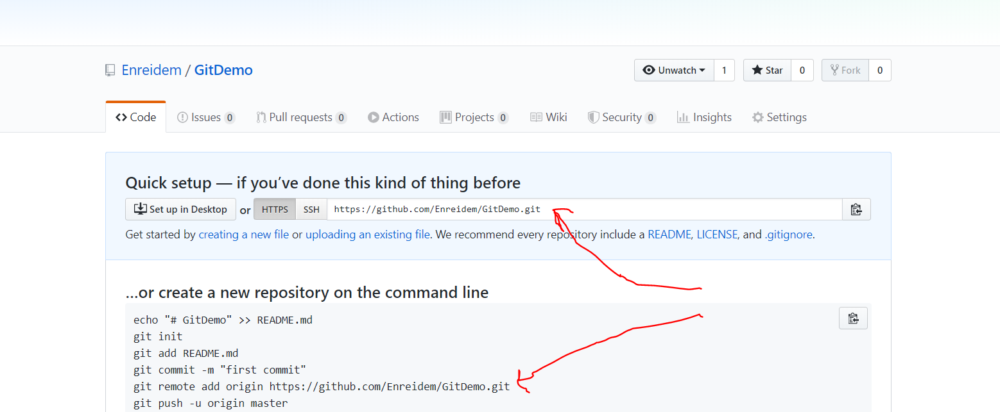 Enreidem / GitDemo
Unwatch 1 Star 0 Fork 0
Code Issues 0 Pull requests 0 Actions Projects 0 Wiki Security 0 Insights Settings
Quick setup — if you’ve done this kind of thing before
Set up in Desktop or HTTPS SSH https://github.com/Enreidem/GitDemo.git
Get started by creating a new file or uploading an existing file. We recommend every repository include a README, LICENSE, and .gitignore.
…or create a new repository on the command line
echo "# GitDemo" >> README.md
git init
git add README.md
git commit -m "first commit"
git remote add origin https://github.com/Enreidem/GitDemo.git
git push -u origin master